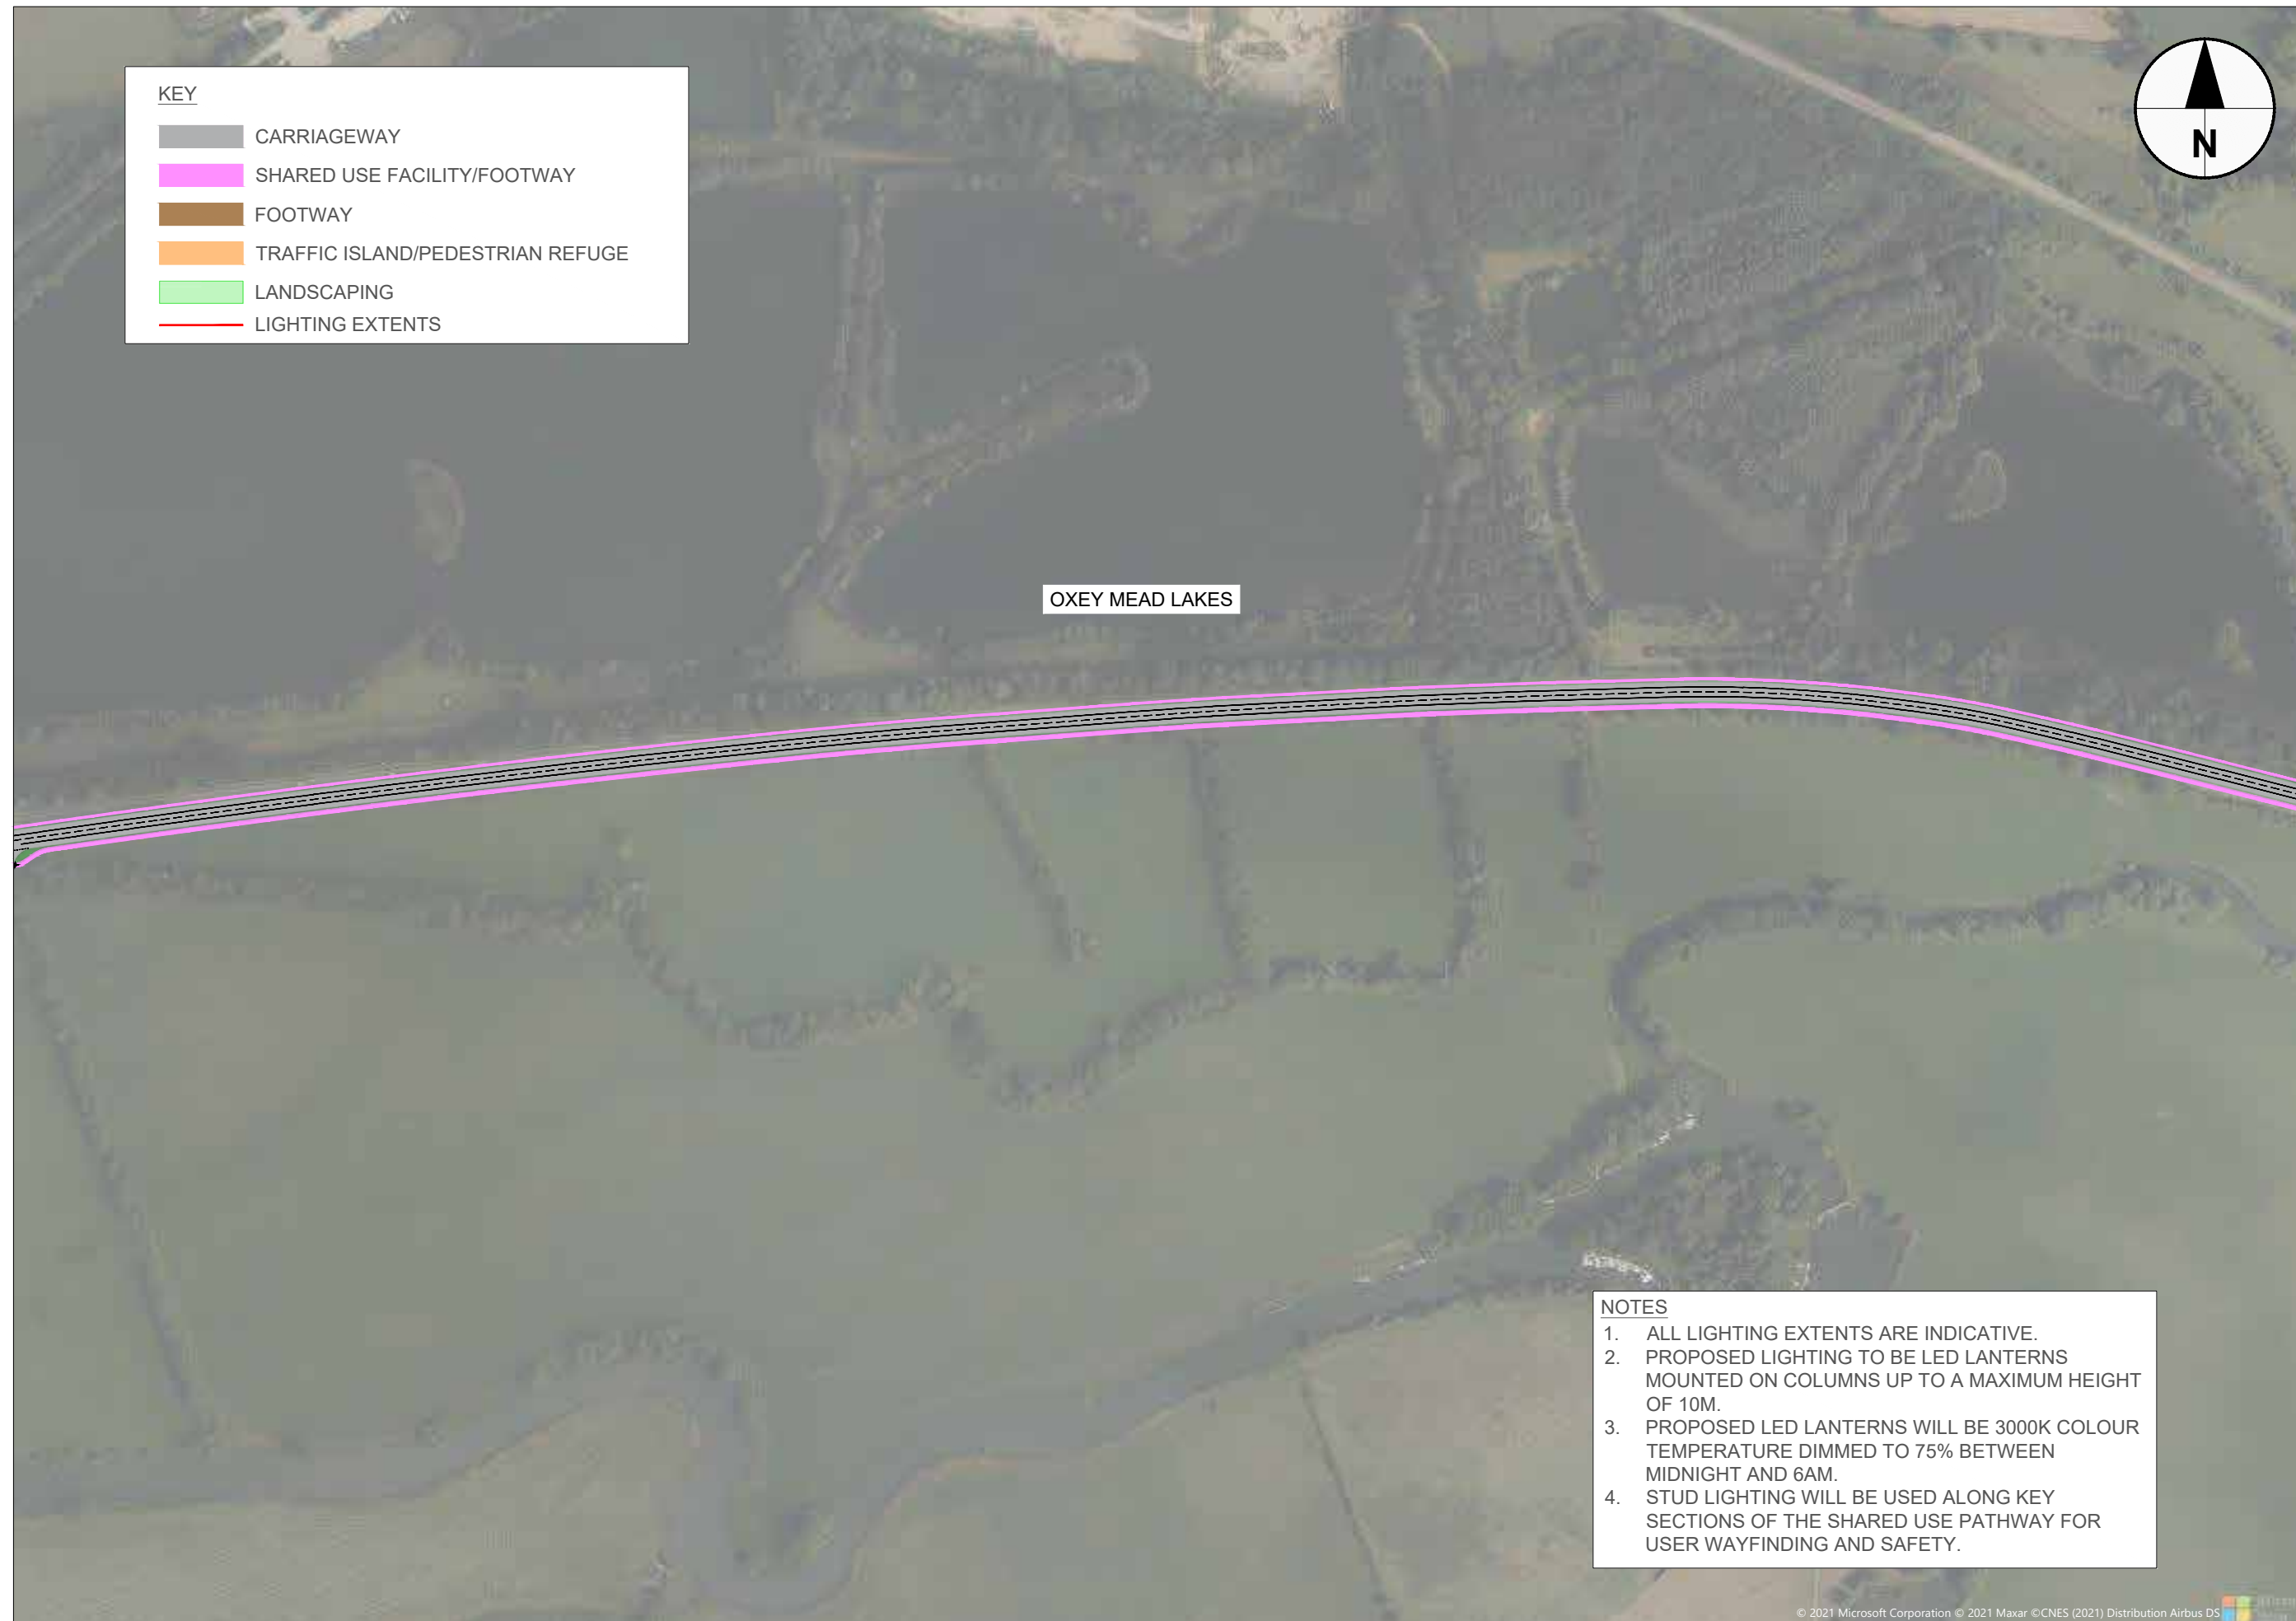 KEY
CARRIAGEWAY
SHARED USE FACILITY/FOOTWAY
FOOTWAY
TRAFFIC ISLAND/PEDESTRIAN REFUGE
LANDSCAPING
LIGHTING EXTENTS
N
OXEY MEAD LAKES
NOTES
1. ALL LIGHTING EXTENTS ARE INDICATIVE.
2. PROPOSED LIGHTING TO BE LED LANTERNS
MOUNTED ON COLUMNS UP TO A MAXIMUM HEIGHT
OF 10M.
3. PROPOSED LED LANTERNS WILL BE 3000K COLOUR
TEMPERATURE DIMMED TO 75% BETWEEN
MIDNIGHT AND 6AM.
4. STUD LIGHTING WILL BE USED ALONG KEY
SECTIONS OF THE SHARED USE PATHWAY FOR
USER WAYFINDING AND SAFETY.
© 2021 Microsoft Corporation © 2021 Maxar ©CNES (2021) Distribution Airbus DS